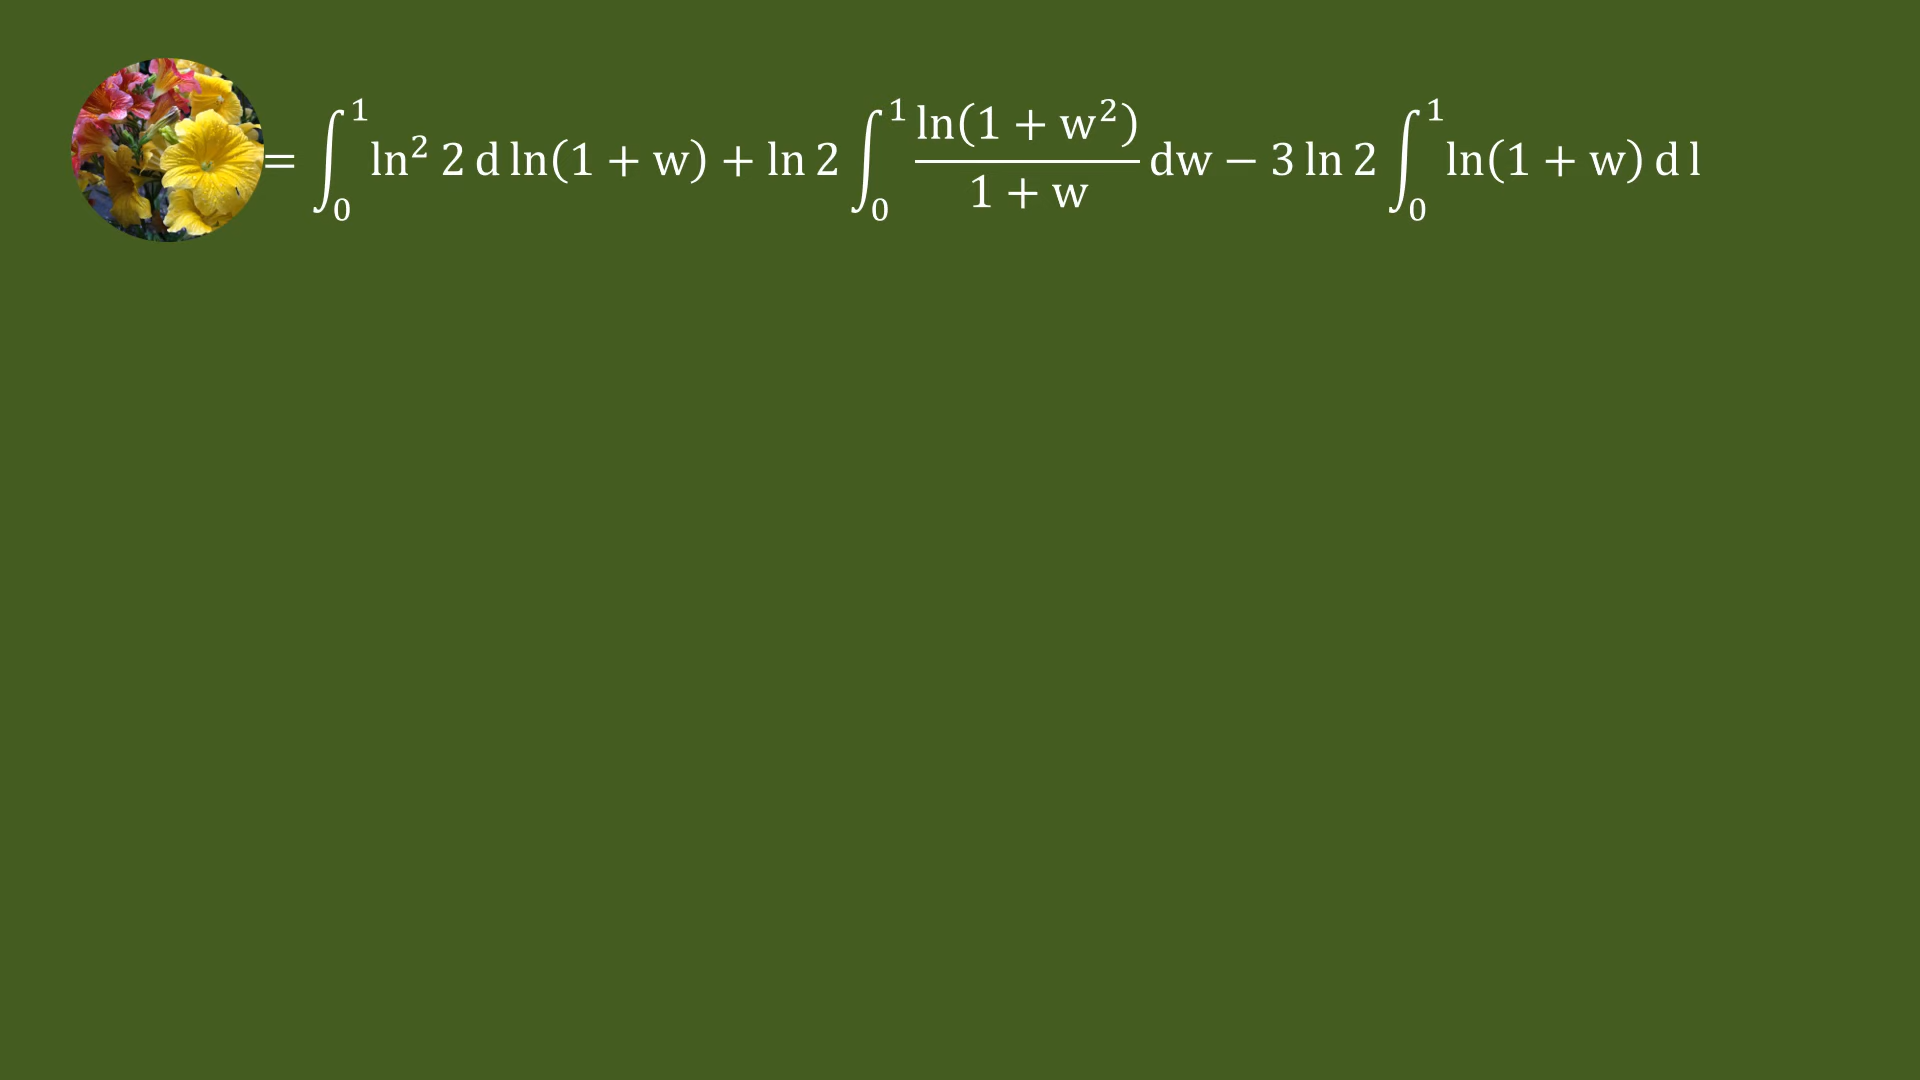 = ∫₀¹ ln² 2 d ln(1 + w) + ln 2 ∫₀¹ ln(1 + w²)/(1 + w) dw − 3 ln 2 ∫₀¹ ln(1 + w) d l